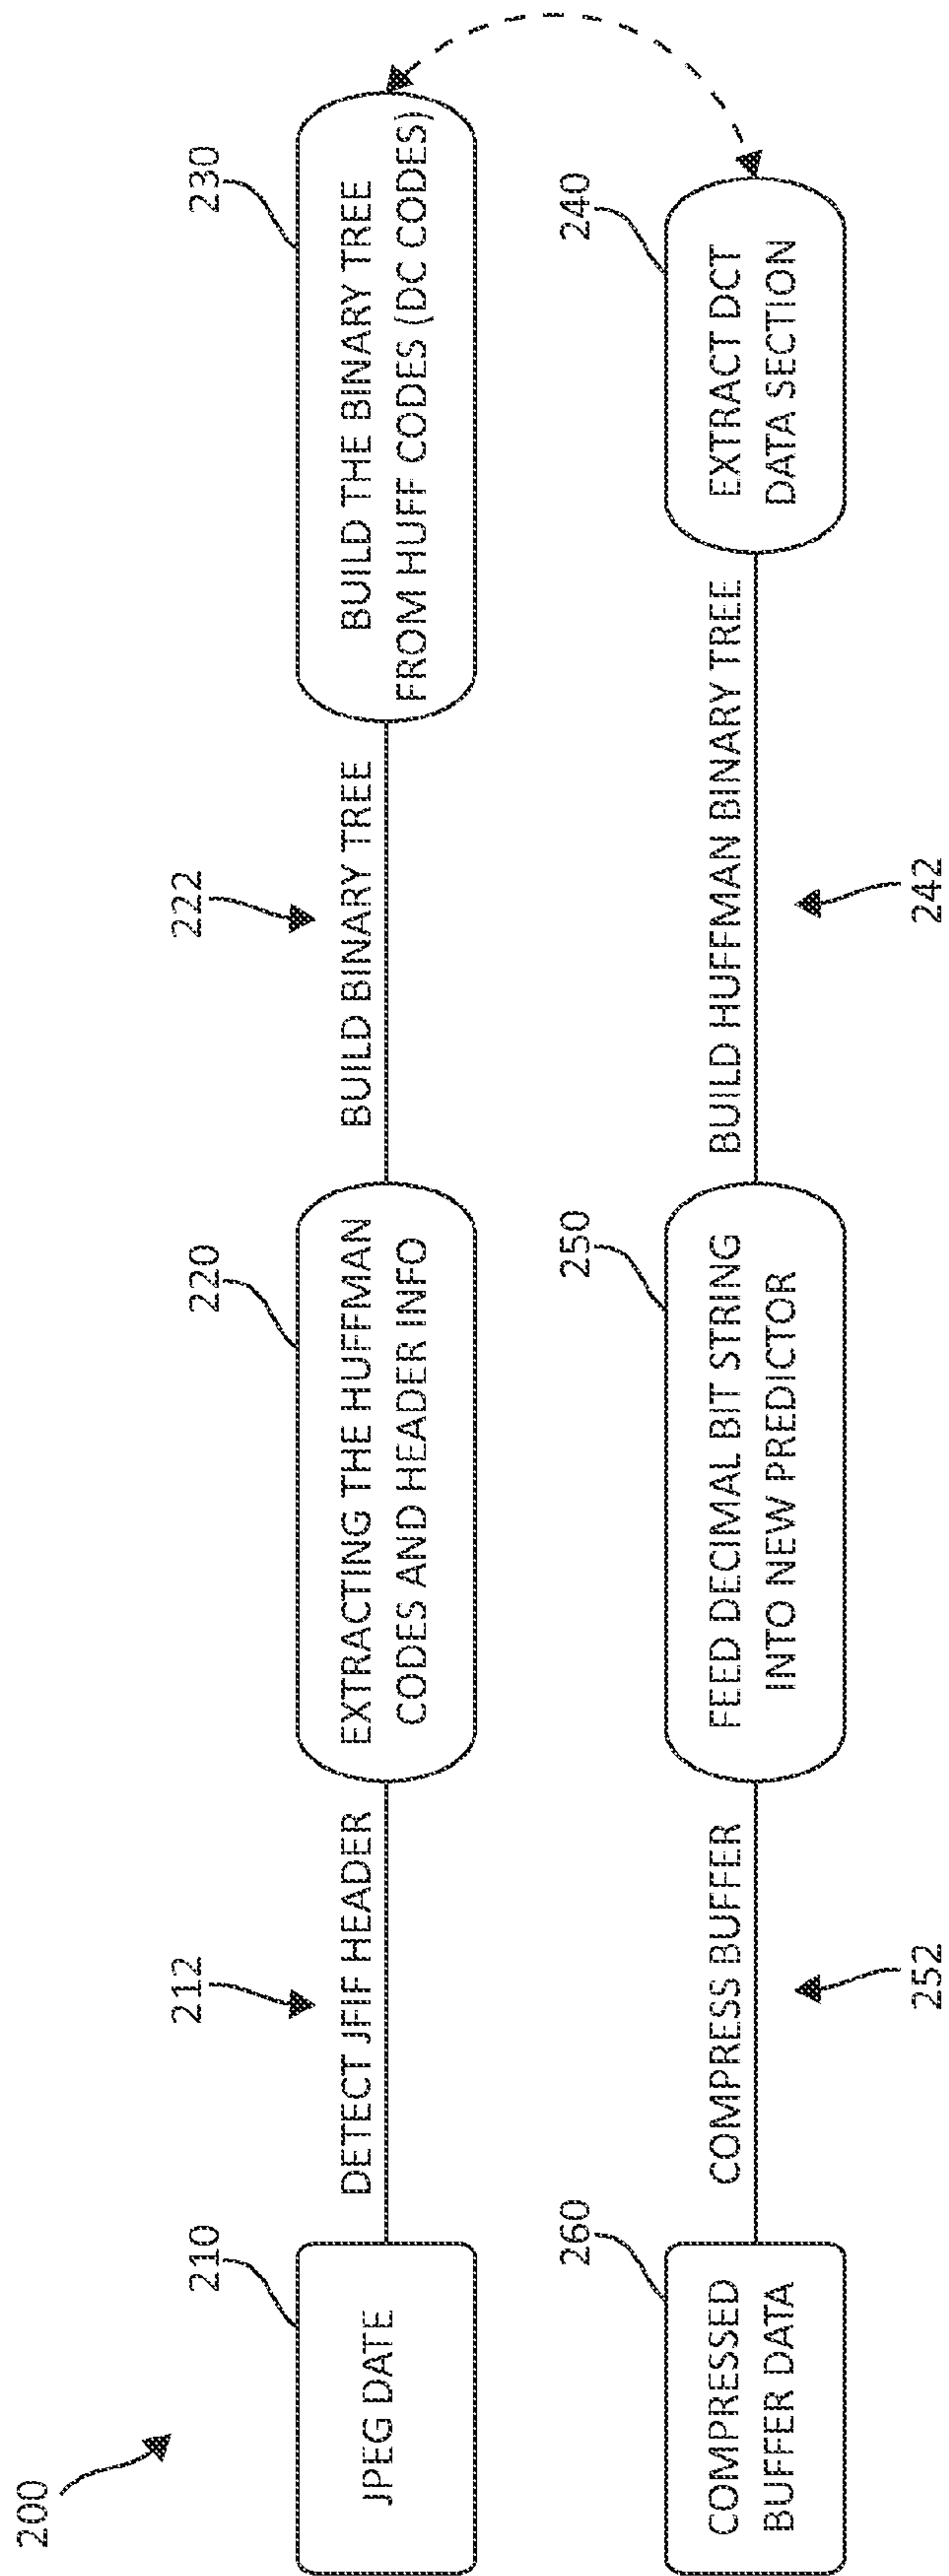 200
210
JPEG DATE
212
DETECT JFIF HEADER
220
EXTRACTING THE HUFFMAN
CODES AND HEADER INFO
222
BUILD BINARY TREE
230
BUILD THE BINARY TREE
FROM HUFF CODES (DC CODES)
240
EXTRACT DCT
DATA SECTION
BUILD HUFFMAN BINARY TREE
242
250
FEED DECIMAL BIT STRING
INTO NEW PREDICTOR
COMPRESS BUFFER
252
260
COMPRESSED
BUFFER DATA